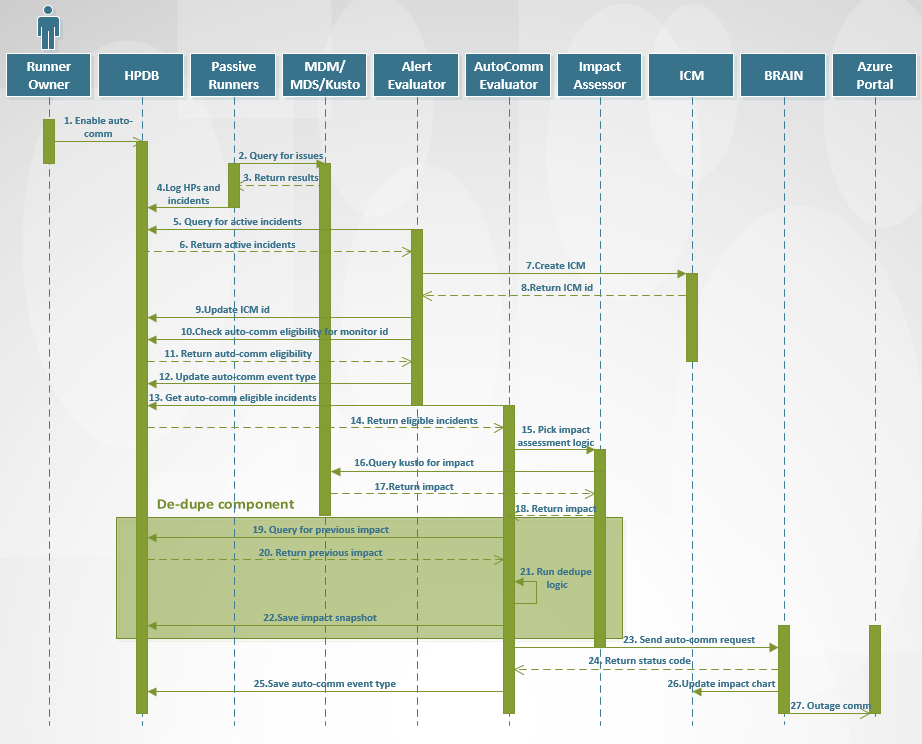 Runner
Owner
HPDB
Passive
Runners
MDM/
MDS/Kusto
Alert
Evaluator
AutoComm
Evaluator
Impact
Assessor
ICM
BRAIN
Azure
Portal
1. Enable auto-
comm
2. Query for issues
3. Return results
4.Log HPs and
incidents
5. Query for active incidents
6. Return active incidents
7.Create ICM
8.Return ICM id
9.Update ICM id
10.Check auto-comm eligibility for monitor id
11. Return auto-comm eligibility
12. Update auto-comm event type
13. Get auto-comm eligible incidents
14. Return eligible incidents
15. Pick impact
assessment logic
16.Query kusto for impact
17.Return impact
De-dupe component
18. Return impact
19. Query for previous impact
20. Return previous impact
21. Run dedupe
logic
22.Save impact snapshot
23. Send auto-comm request
24. Return status code
25.Save auto-comm event type
26.Update impact chart
27. Outage comm